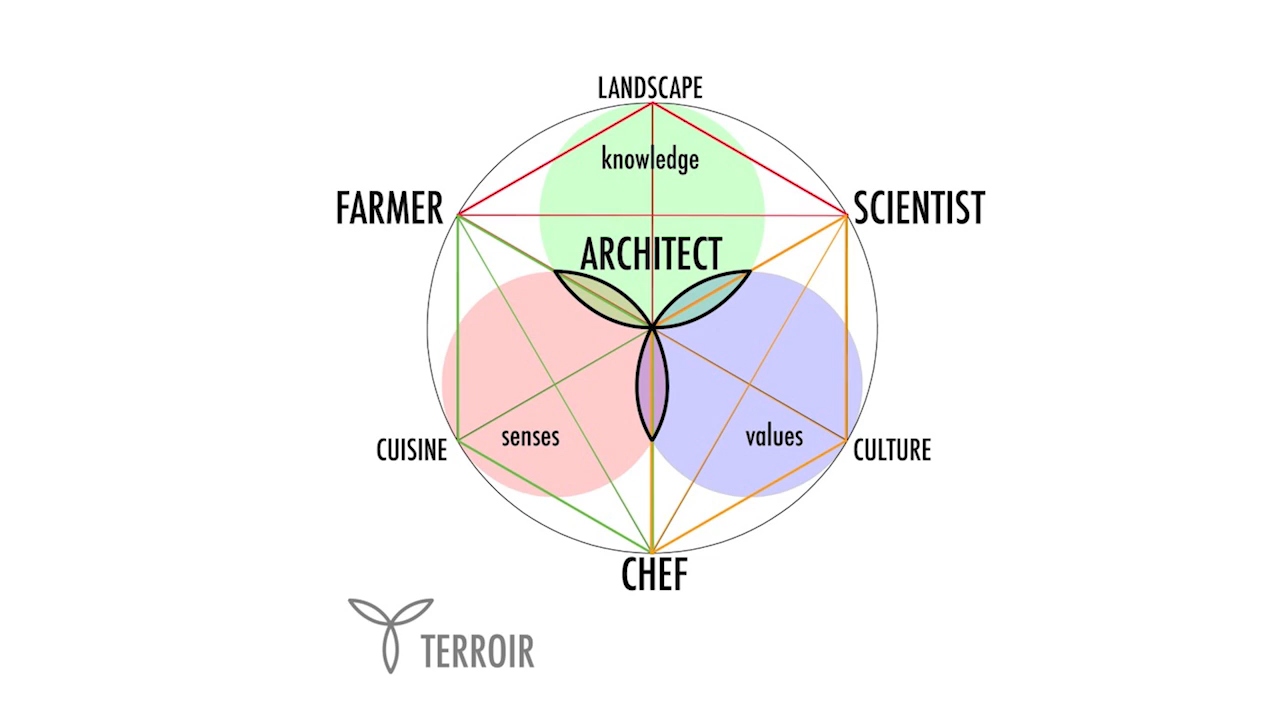 LANDSCAPE
knowledge
FARMER
SCIENTIST
ARCHITECT
CUISINE
senses
values
CULTURE
CHEF
TERROIR